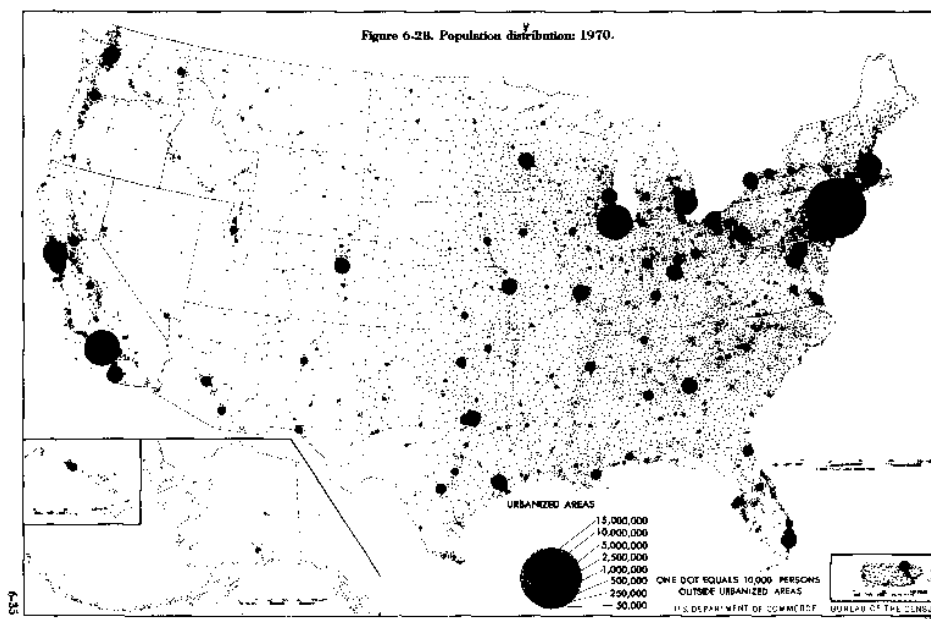 Figure 6-2B. Population distribution: 1970.
URBANIZED AREAS
15,000,000
10,000,000
5,000,000
2,500,000
1,000,000
500,000
250,000
50,000
ONE DOT EQUALS 10,000 PERSONS
OUTSIDE URBANIZED AREAS
U.S. DEPARTMENT OF COMMERCE BUREAU OF THE CENSU
6-35